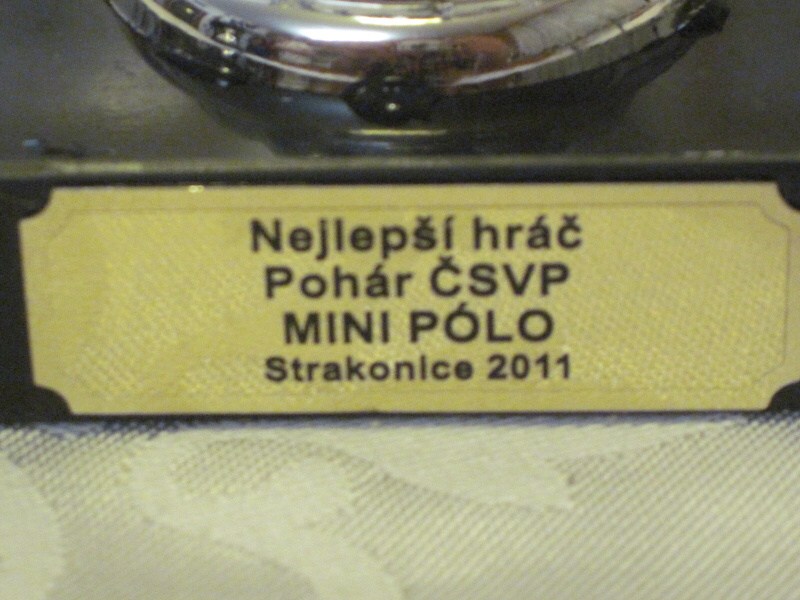 Nejlepší hráč
Pohár ČSVP
MINI PÓLO
Strakonice 2011